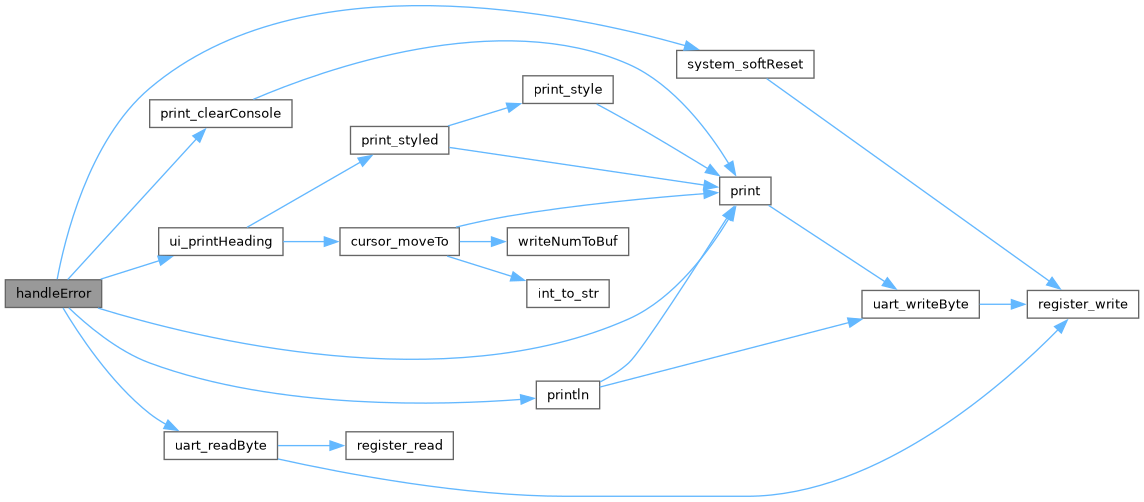 system_softReset
print_style
print_clearConsole
print_styled
print
ui_printHeading
cursor_moveTo
writeNumToBuf
handleError
int_to_str
uart_writeByte
register_write
println
uart_readByte
register_read